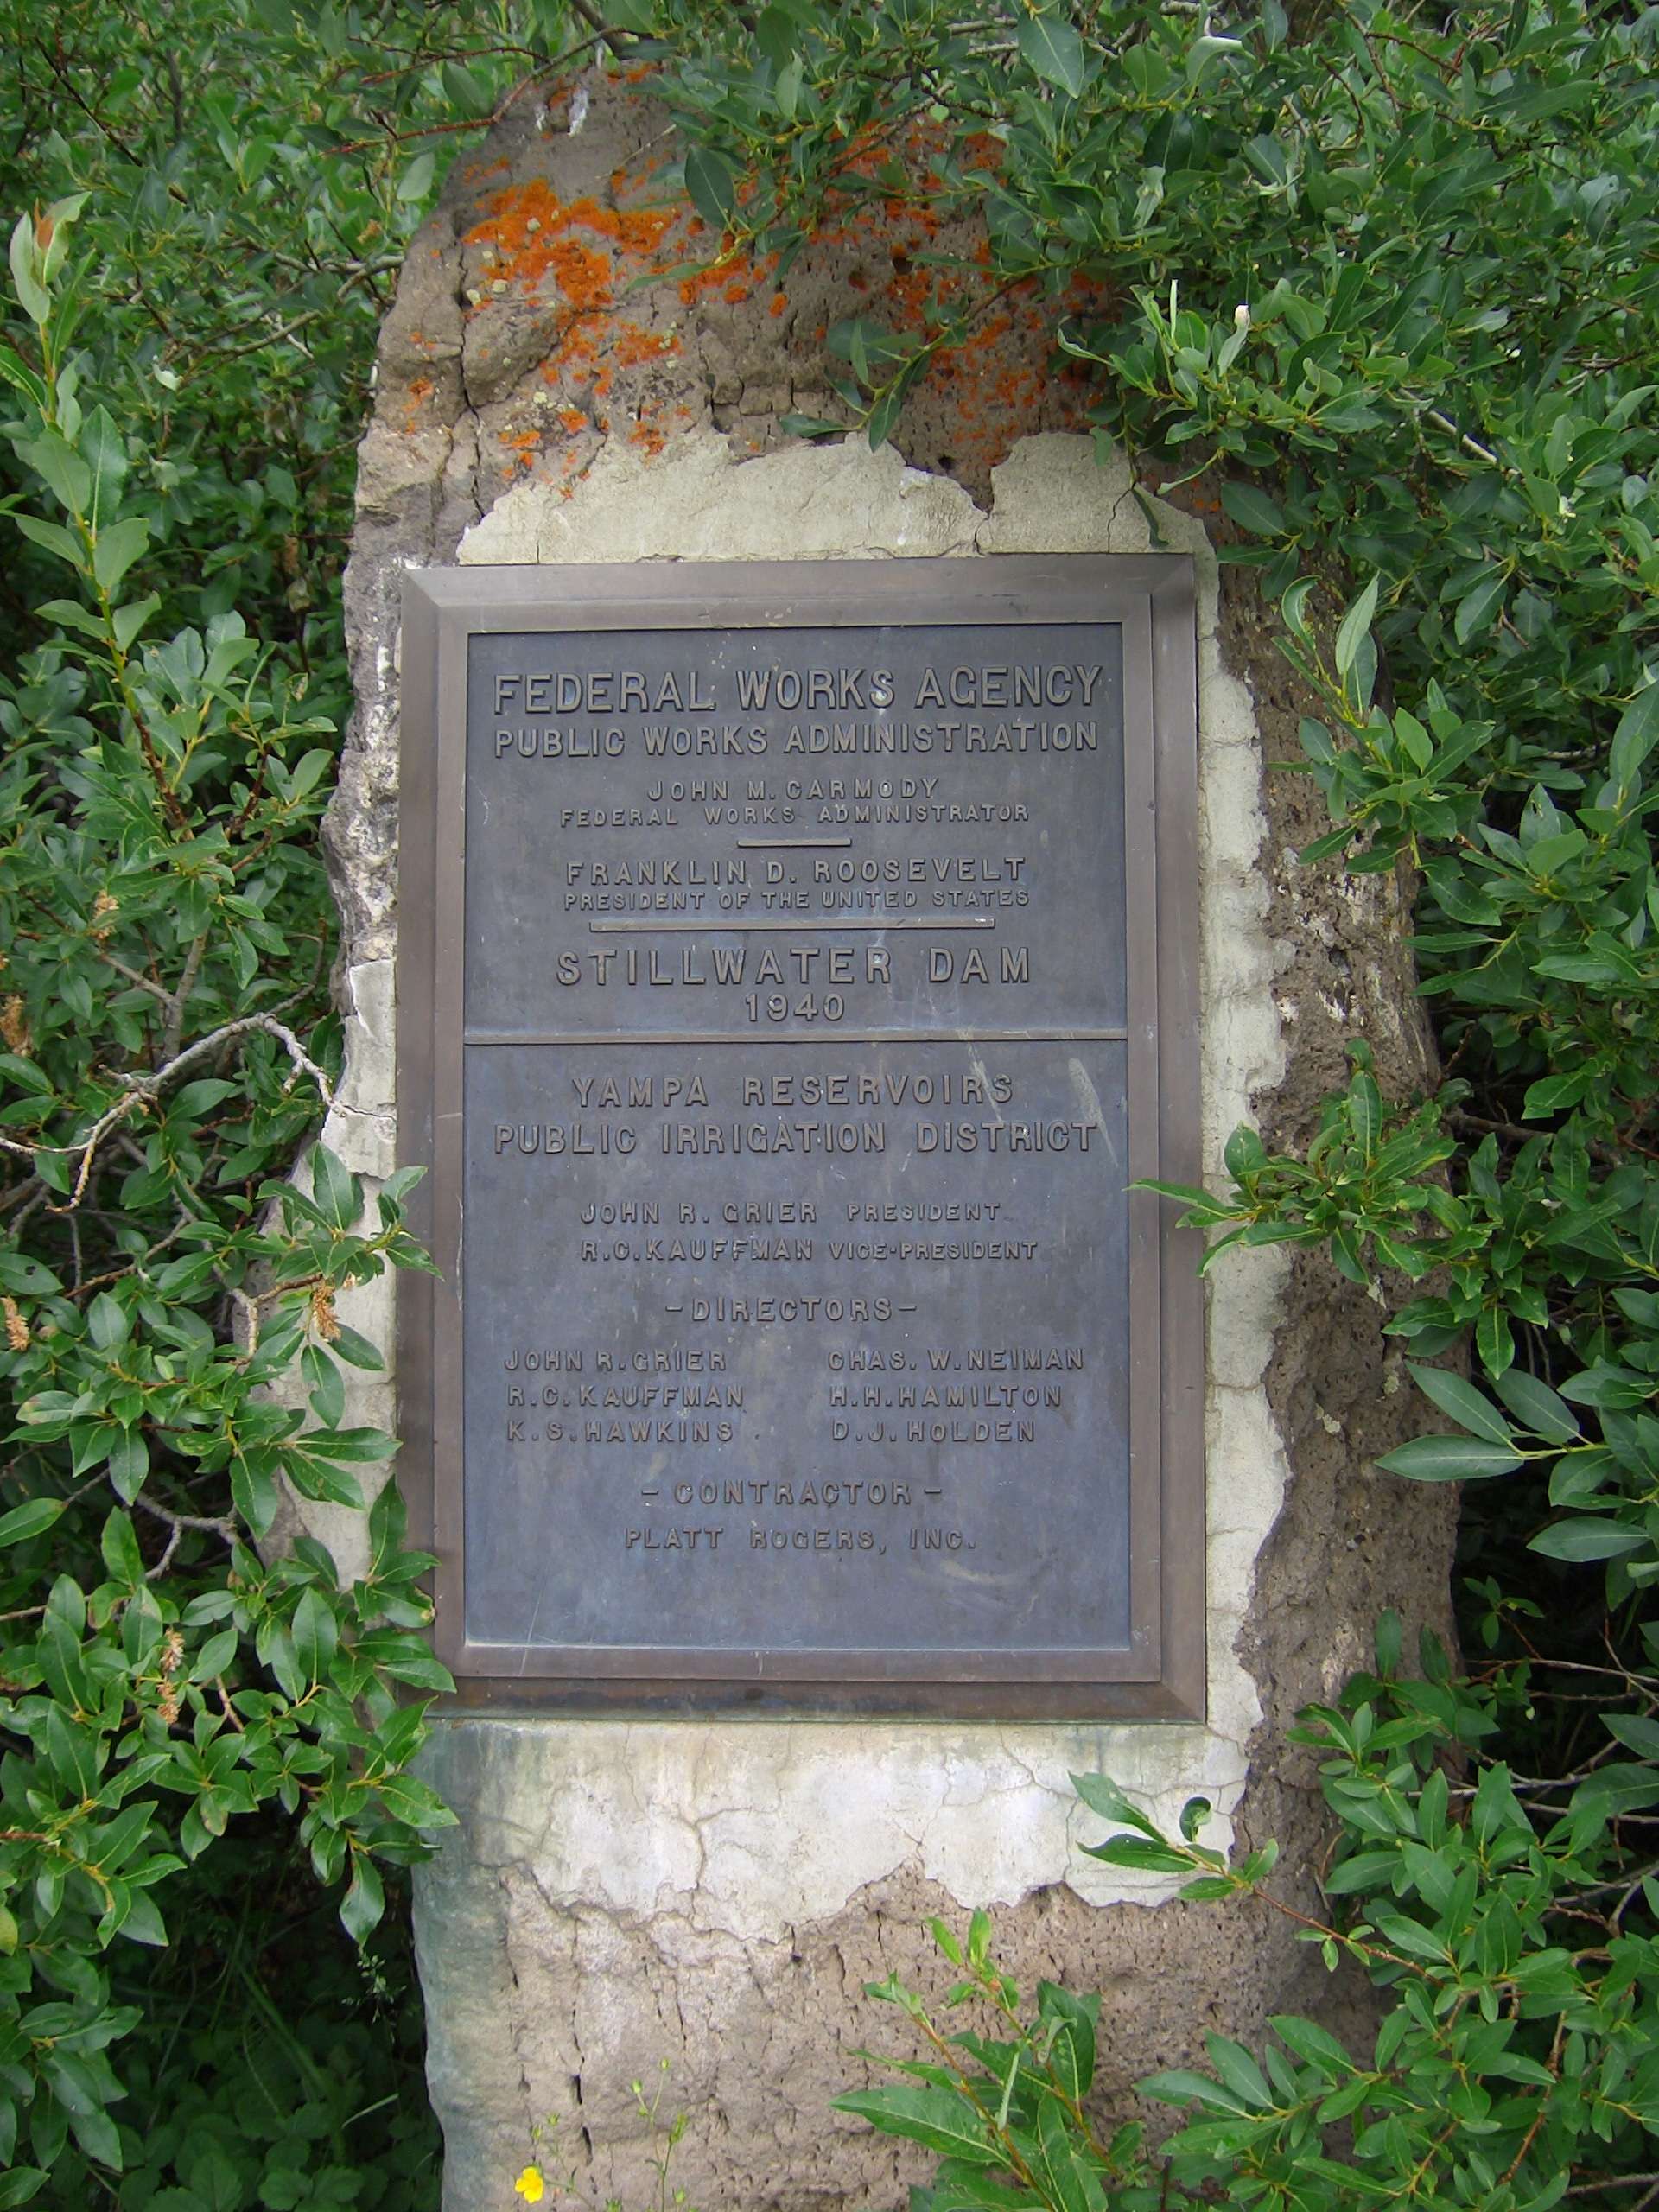 FEDERAL WORKS AGENCY
PUBLIC WORKS ADMINISTRATION
JOHN M. CARMODY
FEDERAL WORKS ADMINISTRATOR
FRANKLIN D. ROOSEVELT
PRESIDENT OF THE UNITED STATES
STILLWATER DAM
1940
YAMPA RESERVOIRS
PUBLIC IRRIGATION DISTRICT
JOHN R. GRIER PRESIDENT
R.C. KAUFFMAN VICE-PRESIDENT
- DIRECTORS -
JOHN R. GRIER CHAS. W. NEIMAN
R.C. KAUFFMAN H.H. HAMILTON
K.S. HAWKINS D.J. HOLDEN
- CONTRACTOR -
PLATT ROGERS, INC.